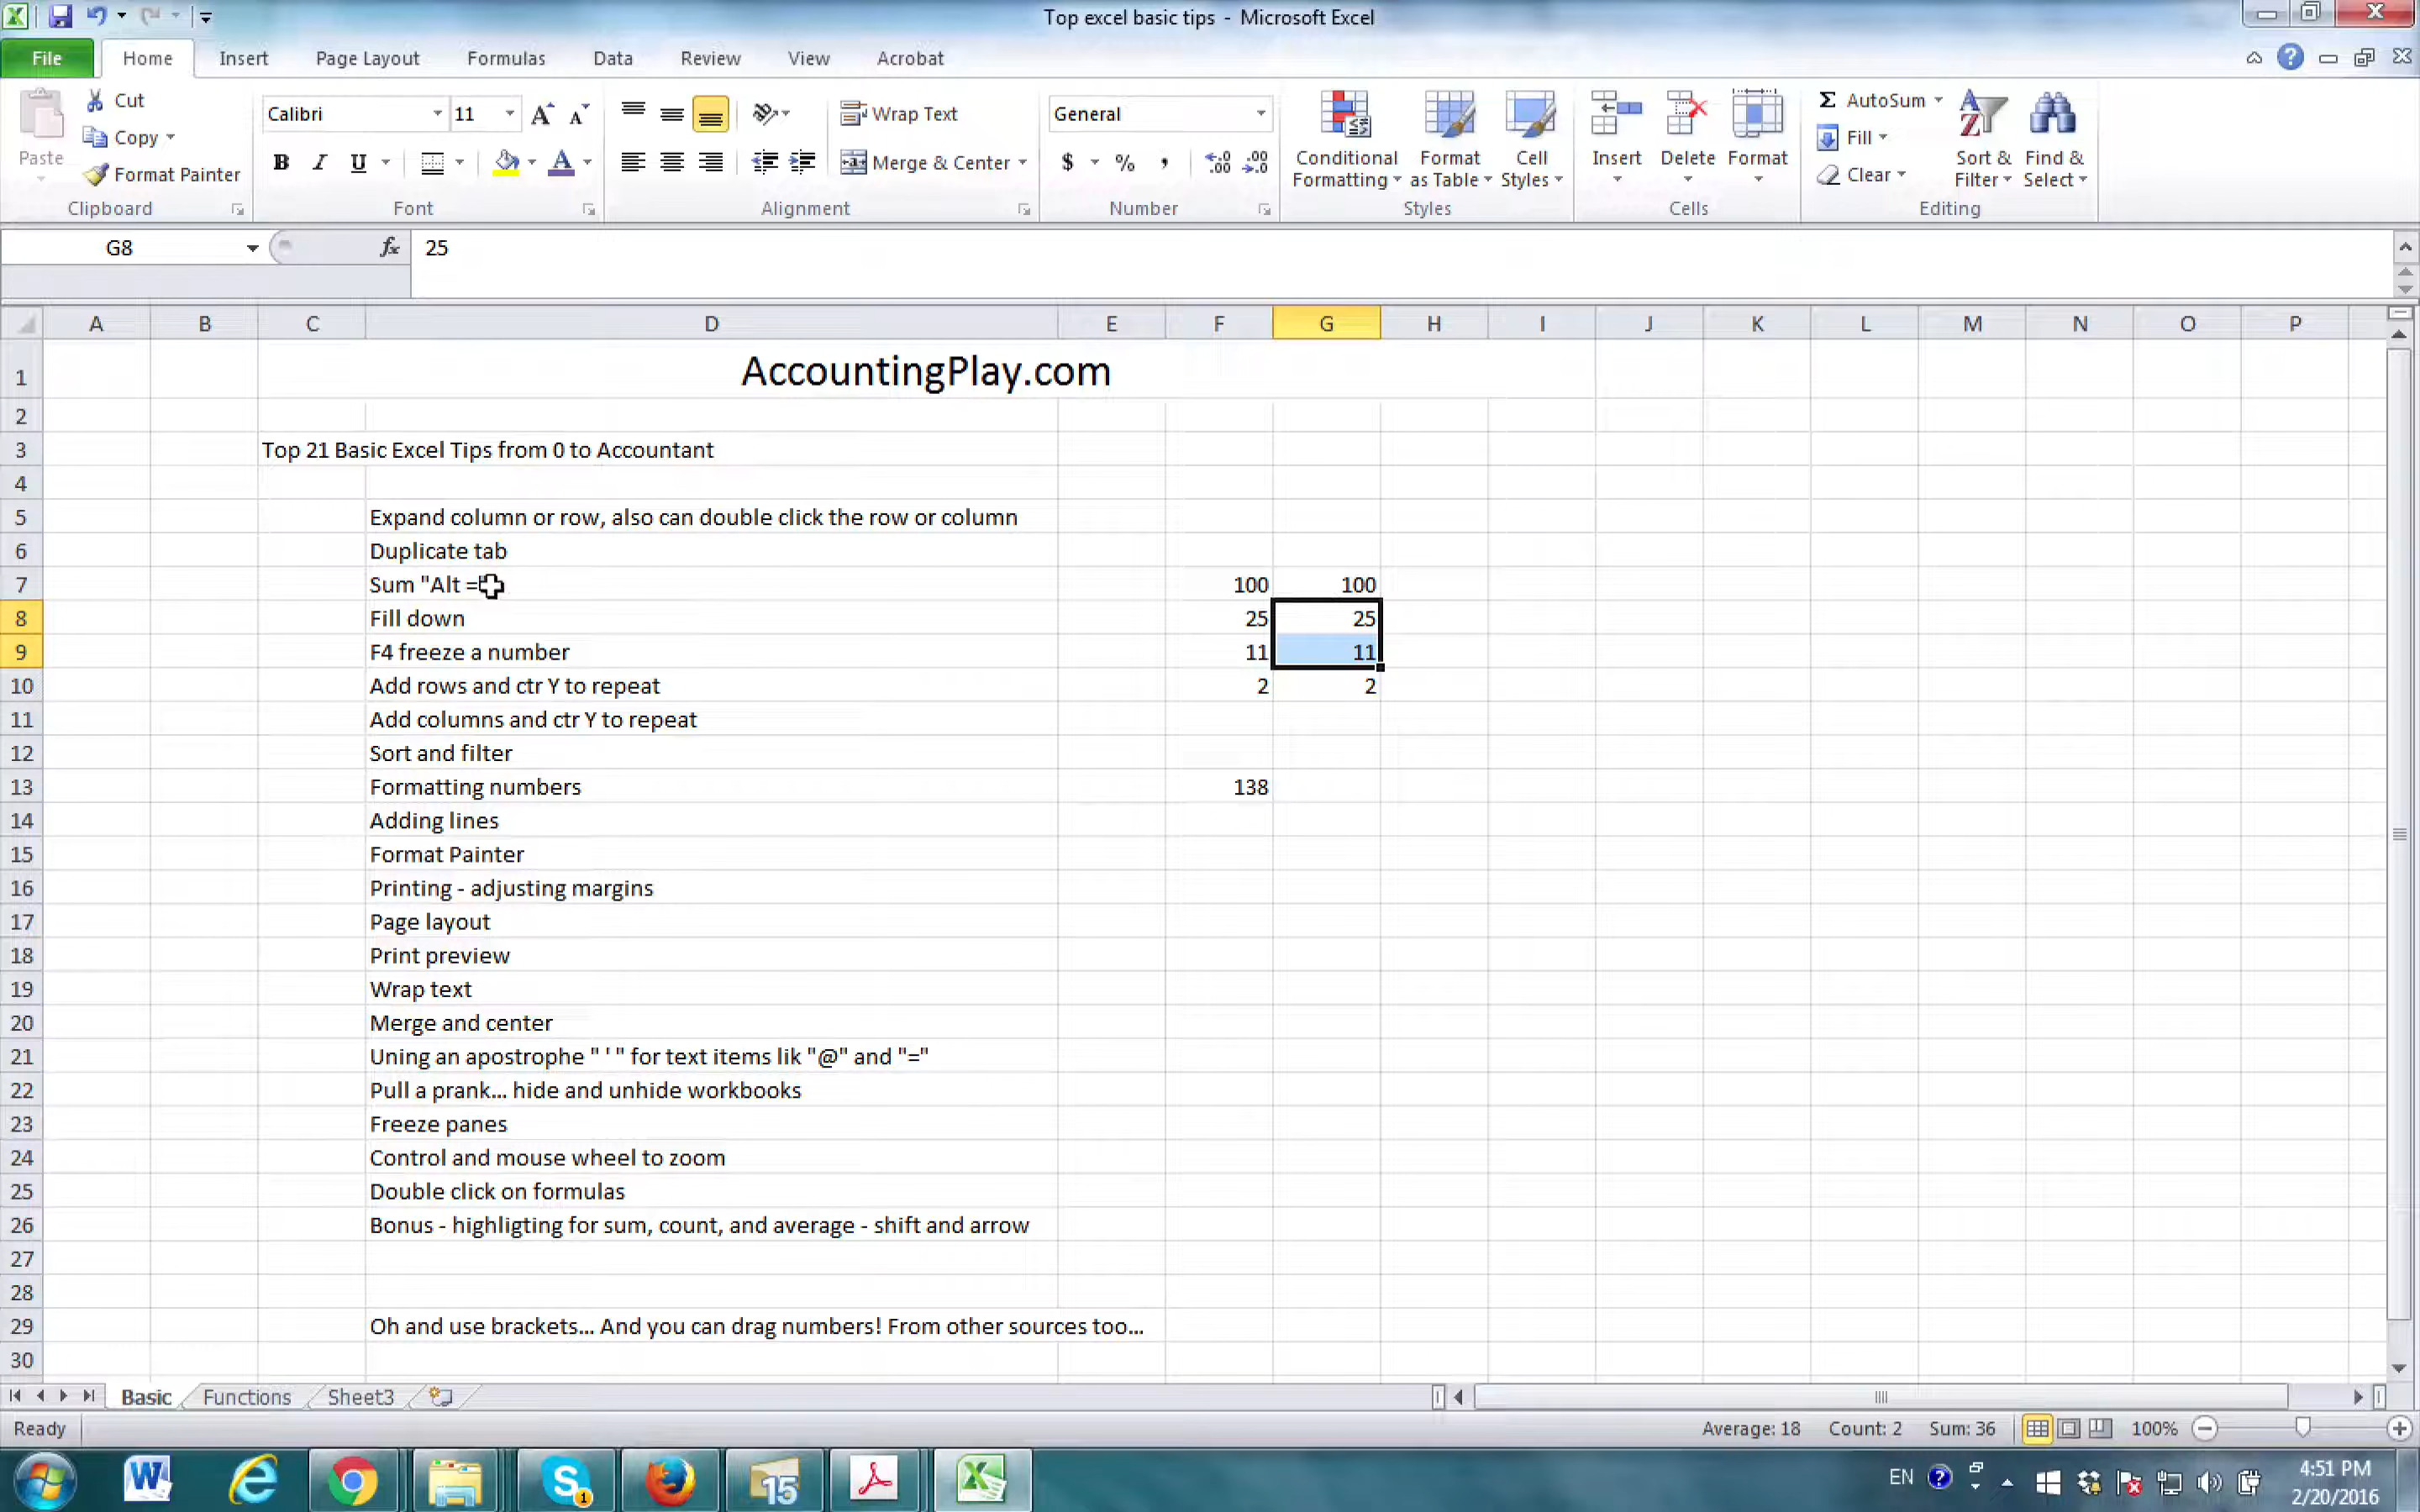 Top excel basic tips - Microsoft Excel
File Home Insert Page Layout Formulas Data Review View Acrobat
Paste
Cut
Copy
Format Painter
Clipboard
Calibri 11
B I U
Font
Wrap Text
Merge & Center
Alignment
General
$ % ,
Number
Conditional Formatting
Format as Table
Cell Styles
Styles
Insert Delete Format
Cells
Σ AutoSum
Fill
Clear
Sort & Filter
Find & Select
Editing
G8 fx 25
A B C D E F G H I J K L M N O P
1 AccountingPlay.com
2
3 Top 21 Basic Excel Tips from 0 to Accountant
4
5 Expand column or row, also can double click the row or column
6 Duplicate tab
7 Sum "Alt = 100 100
8 Fill down 25 25
9 F4 freeze a number 11 11
10 Add rows and ctr Y to repeat 2 2
11 Add columns and ctr Y to repeat
12 Sort and filter
13 Formatting numbers 138
14 Adding lines
15 Format Painter
16 Printing - adjusting margins
17 Page layout
18 Print preview
19 Wrap text
20 Merge and center
21 Uning an apostrophe " ' " for text items lik "@" and "="
22 Pull a prank... hide and unhide workbooks
23 Freeze panes
24 Control and mouse wheel to zoom
25 Double click on formulas
26 Bonus - highligting for sum, count, and average - shift and arrow
27
28
29 Oh and use brackets... And you can drag numbers! From other sources too...
30
Basic Functions Sheet3
Ready Average: 18 Count: 2 Sum: 36 100%
15 EN 4:51 PM
2/20/2016